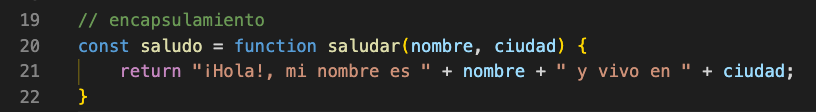 19 // encapsulamiento
20 const saludo = function saludar(nombre, ciudad) {
21     return "¡Hola!, mi nombre es " + nombre + " y vivo en " + ciudad;
22 }